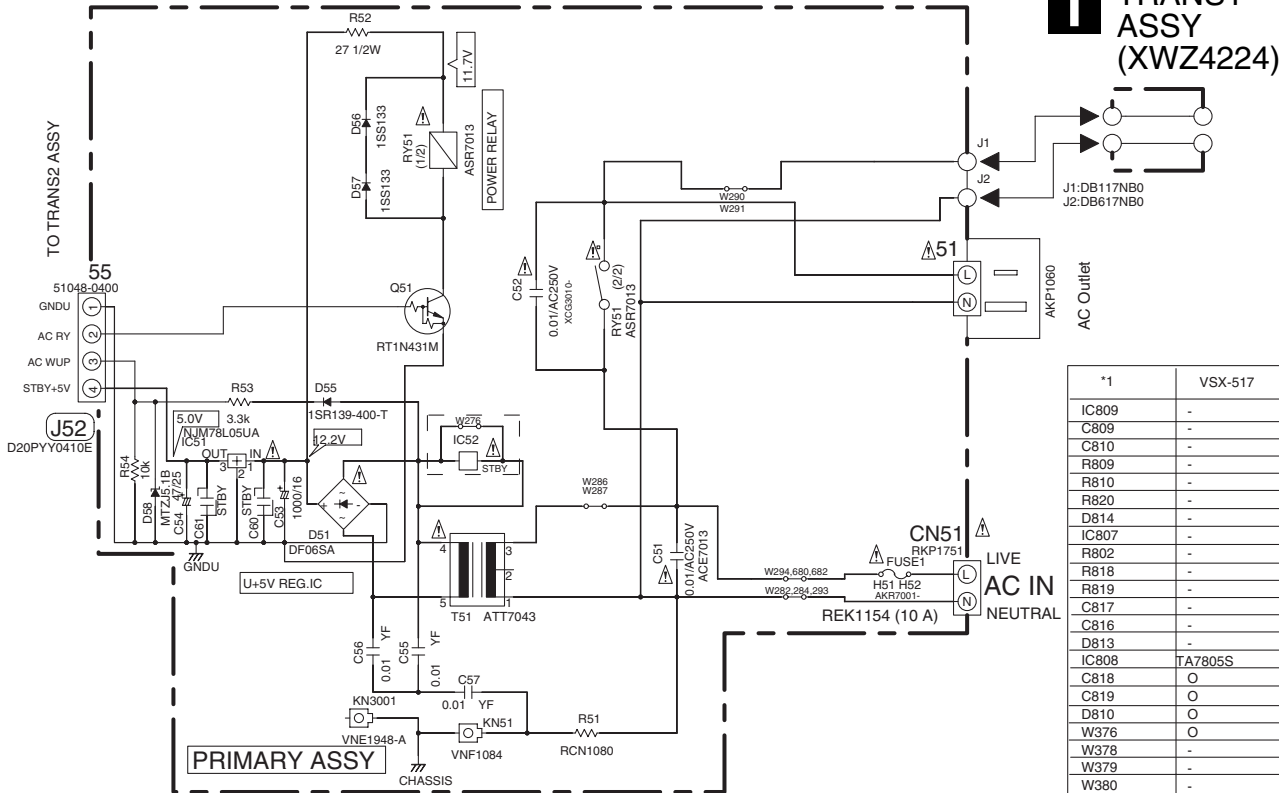 R52
27 1/2W
11.7V
D56
1SS133
RY51
(1/2)
ASR7013
POWER RELAY
D57
1SS133
TO TRANS2 ASSY
55
51048-0400
GNDU
1
AC RY
2
AC WUP
3
STBY+5V
4
J52
D20PYY0410E
Q51
RT1N431M
R53
3.3k
D55
1SR139-400-T
5.0V
NJM78L05UA
IC51
OUT
IN
3
2
1
12.2V
R54
10k
D58
MTZJ5.1B
C54
47/25
C61
STBY
C60
STBY
C53
1000/16
D51
DF06SA
GNDU
U+5V REG.IC
W276
IC52
STBY
W286
W287
4
3
2
5
1
T51
ATT7043
C56
0.01
YF
C55
0.01
YF
C57
0.01 YF
KN3001
VNE1948-A
KN51
VNF1084
R51
RCN1080
CHASSIS
PRIMARY ASSY
C52
0.01/AC250V
XCG3010-
RY51 (2/2)
ASR7013
W290
W291
C51
0.01/AC250V
ACE7013
W294,680,682
W282,284,293
FUSE1
H51 H52
AKR7001-
REK1154 (10 A)
CN51
RKP1751
LIVE
L
AC IN
N
NEUTRAL
ASSY
(XWZ4224)
J1
J2
J1:DB117NB0
J2:DB617NB0
51
L
N
AKP1060
AC Outlet
*1 VSX-517
IC809 -
C809 -
C810 -
R809 -
R810 -
R820 -
D814 -
IC807 -
R802 -
R818 -
R819 -
C817 -
C816 -
D813 -
IC808 TA7805S
C818 O
C819 O
D810 O
W376 O
W378 -
W379 -
W380 -